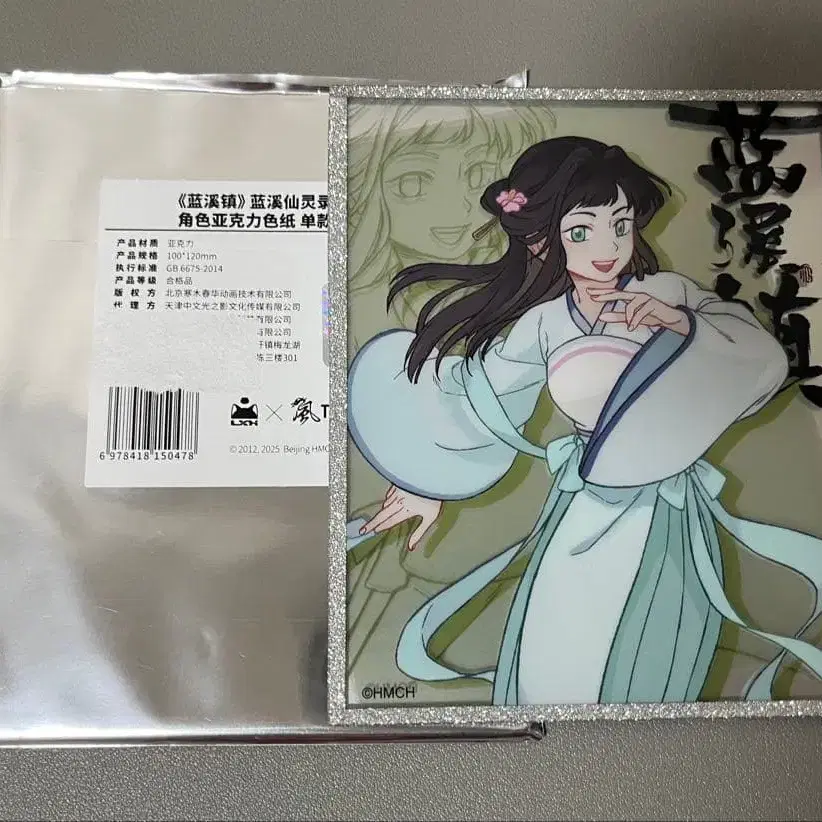 《蓝溪镇》蓝溪仙灵录
角色亚克力色纸 单款
产品材质 亚克力
产品规格 100*120mm
执行标准 GB 6675-2014
产品等级 合格品
版权方 北京寒木春华动画技术有限公司
代理方 天津中文光之影文化传媒有限公司
有限公司
有限公司
镇梅龙湖
栋三楼301
6 978418 150478
LXH × 風T
©2012, 2025 Beijing HMC
蓝溪镇
©HMCH